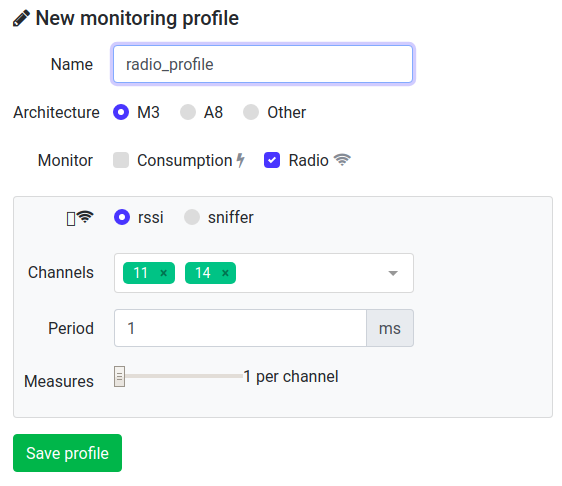 New monitoring profile
Name radio_profile
Architecture M3 A8 Other
Monitor Consumption Radio
rssi sniffer
Channels 11 × 14 ×
Period 1 ms
Measures 1 per channel
Save profile